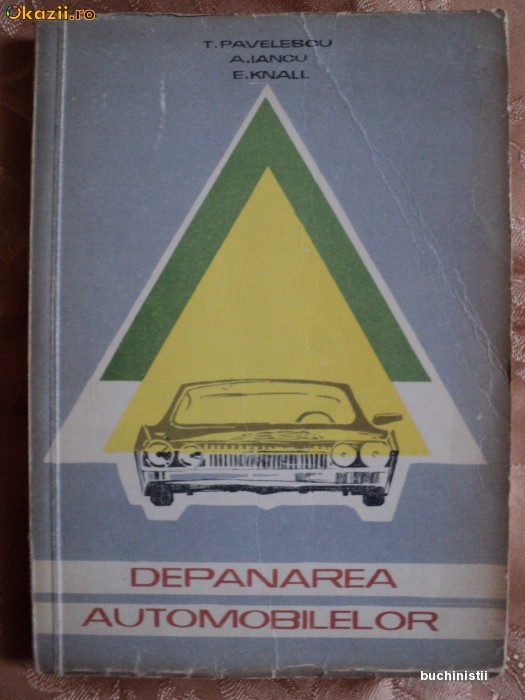 Okazii.ro
T. PAVELESCU
A. IANCU
E. KNALL
DEPANAREA
AUTOMOBILELOR
buchinistii